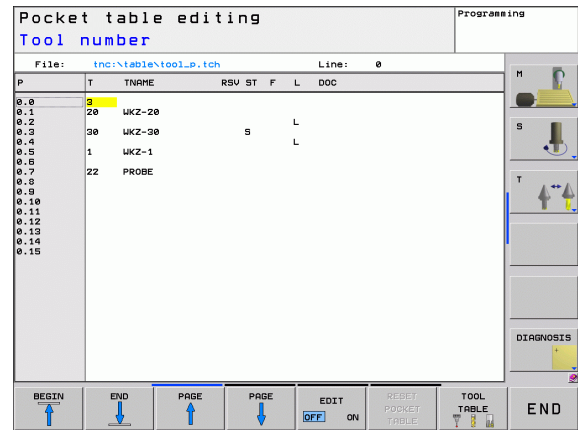 Pocket table editing
Programming
Tool number
File: tnc:\table\tool_p.tch Line: 0
P T TNAME RSV ST F L DOC
0.0 3
0.1 20 WKZ-20
0.2 L
0.3 30 WKZ-30 S
0.4 L
0.5 1 WKZ-1
0.6
0.7 22 PROBE
0.8
0.9
0.10
0.11
0.12
0.13
0.14
0.15
M
S
T
DIAGNOSIS
BEGIN
END
PAGE
PAGE
EDIT
OFF ON
RESET
POCKET
TABLE
TOOL
TABLE
END